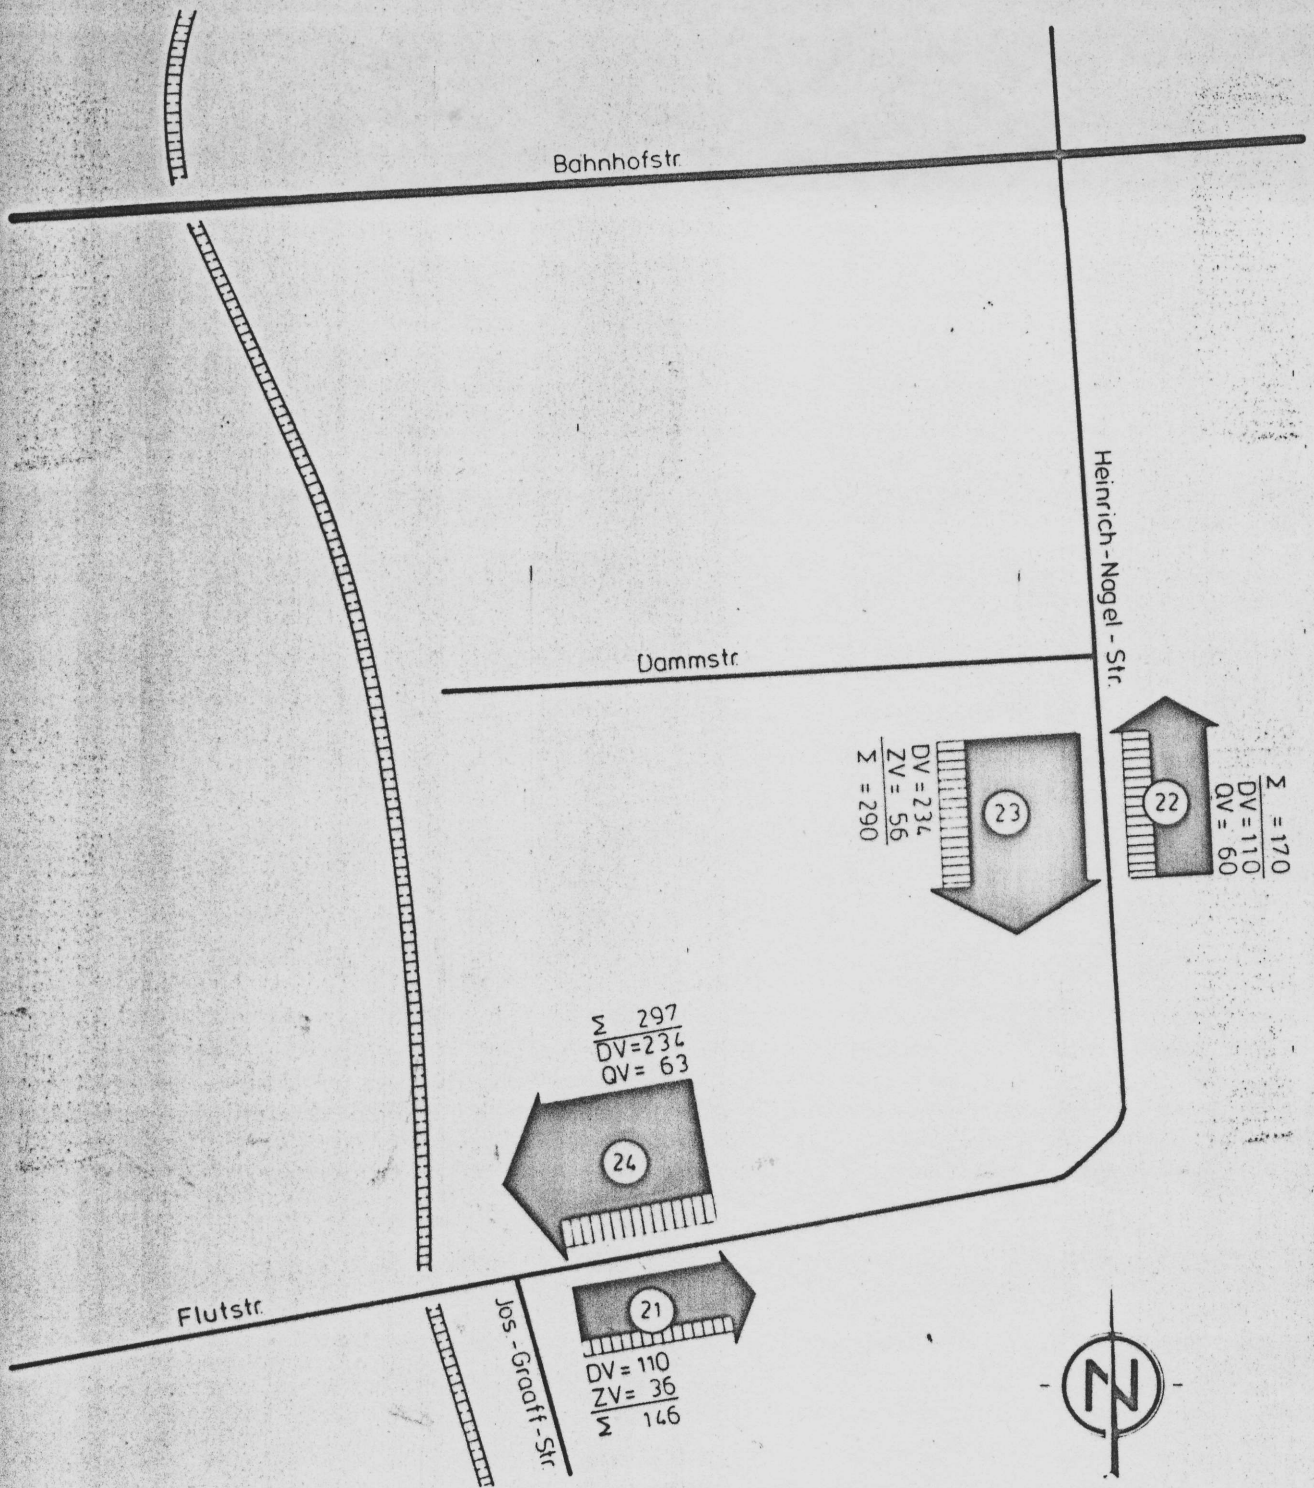 Bahnhofstr.
Heinrich-Nagel-Str.
Dammstr.
Σ = 170
DV = 110
QV = 60
22
23
DV = 234
ZV = 56
Σ = 290
Σ 297
DV = 234
QV = 63
24
Flutstr.
Jos.-Graaff-Str.
21
DV = 110
ZV = 36
Σ 146
N